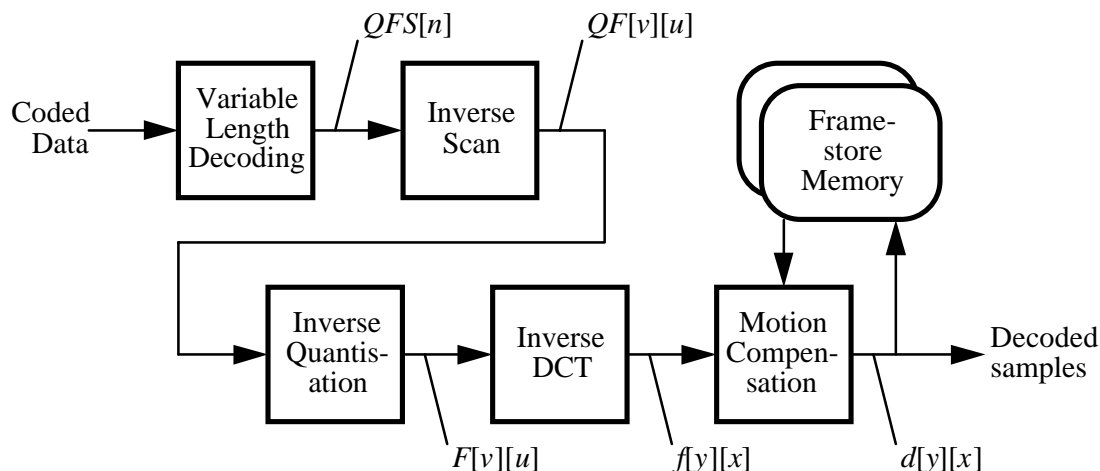 QFS[n]
QF[v][u]
Coded
Data
Variable
Length
Decoding
Inverse
Scan
Frame-
store
Memory
Inverse
Quantis-
ation
Inverse
DCT
Motion
Compen-
sation
Decoded
samples
F[v][u]
f[y][x]
d[y][x]